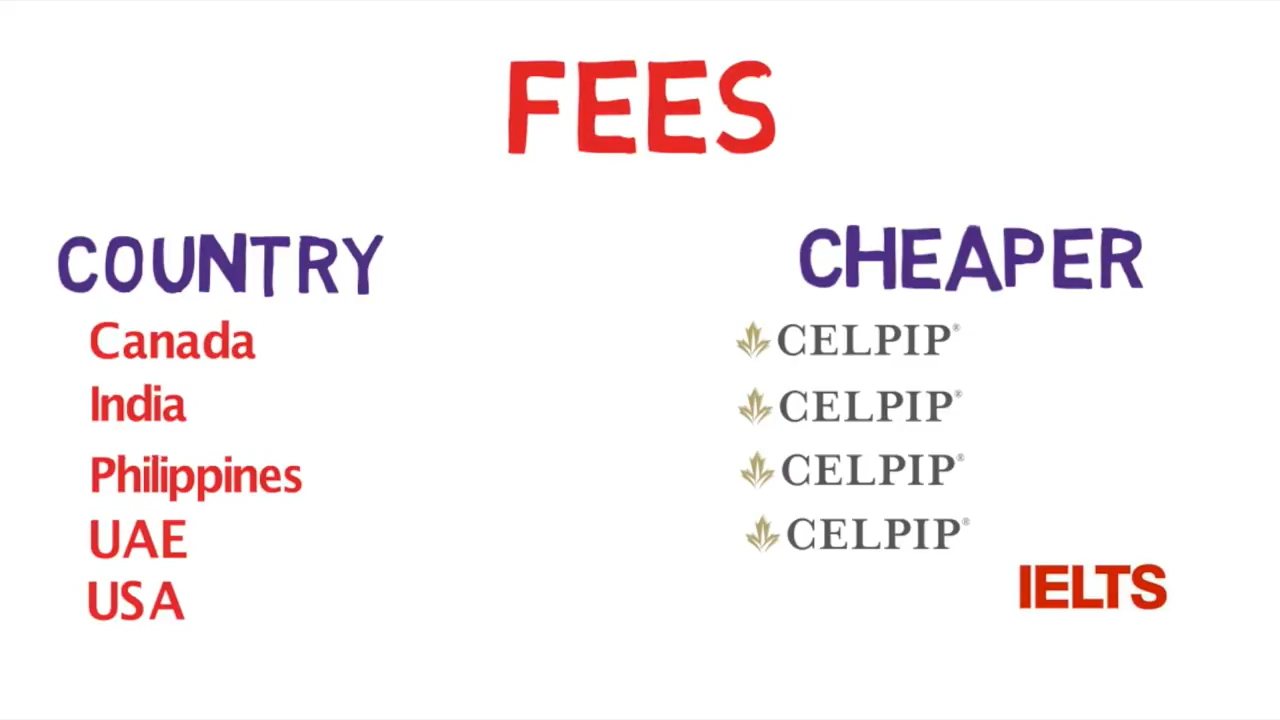 FEES
COUNTRY CHEAPER
Canada CELPIP®
India CELPIP®
Philippines CELPIP®
UAE CELPIP®
USA IELTS